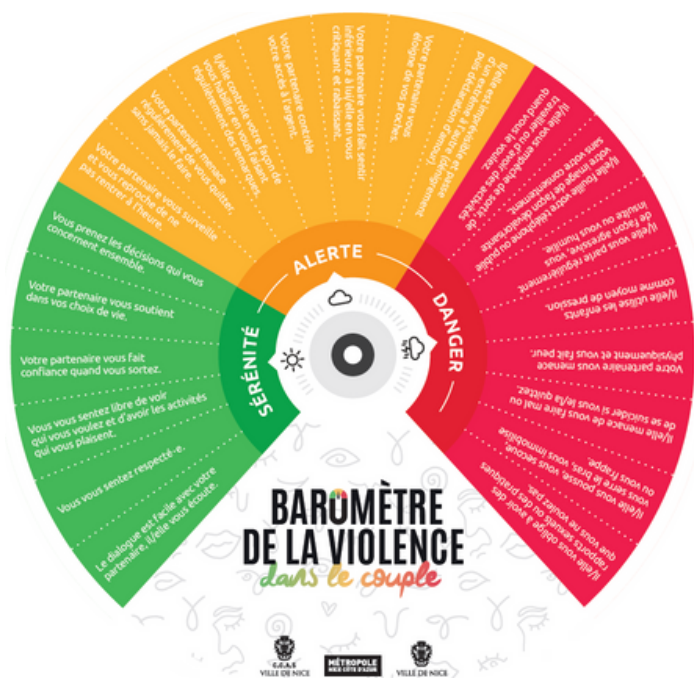 Le dialogue est facile avec votre
partenaire, il/elle vous écoute.
Vous vous sentez respecté-e.
Vous vous sentez libre de voir
qui vous voulez et d'avoir les activités
qui vous plaisent.
Votre partenaire vous fait
confiance quand vous sortez.
Votre partenaire vous soutient
dans vos choix de vie.
Vous prenez les décisions qui vous
concernent ensemble.
Votre partenaire vous surveille
et vous reproche de ne
pas rentrer à l'heure.
Votre partenaire menace
régulièrement de vous quitter,
sans jamais le faire.
Il/elle contrôle votre façon de
vous habiller en vous faisant
régulièrement des remarques.
Votre partenaire contrôle
votre accès à l'argent.
Votre partenaire vous fait sentir
inférieur.e à lui/elle en vous
critiquant et rabaissant.
Votre partenaire vous
éloigne de vos proches.
Il/elle est imprévisible et passe
d'un extrême à l'autre (dénigrement
puis déclaration d'amour).
Il/elle vous empêche de sortir, de
travailler ou d'avoir des activités
quand vous le voulez.
Il/elle fouille votre téléphone ou publie
votre image de façon dévalorisante
sans votre consentement.
Il/elle vous parle régulièrement
de façon agressive, vous
insulte ou vous humilie.
Il/elle utilise les enfants
comme moyen de pression.
Votre partenaire vous menace
physiquement et vous fait peur.
Il/elle menace de vous faire du mal ou
de se suicider si vous la/le quittez.
Il/elle vous pousse, vous secoue,
vous serre le bras, vous immobilise
ou vous frappe.
Il/elle vous oblige à avoir des
rapports sexuels ou des pratiques
que vous ne voulez pas.
SÉRÉNITÉ
ALERTE
DANGER
BAROMÈTRE
DE LA VIOLENCE
dans le couple
C.C.A.S
VILLE DE NICE
MÉTROPOLE
NICE CÔTE D'AZUR
VILLE DE NICE